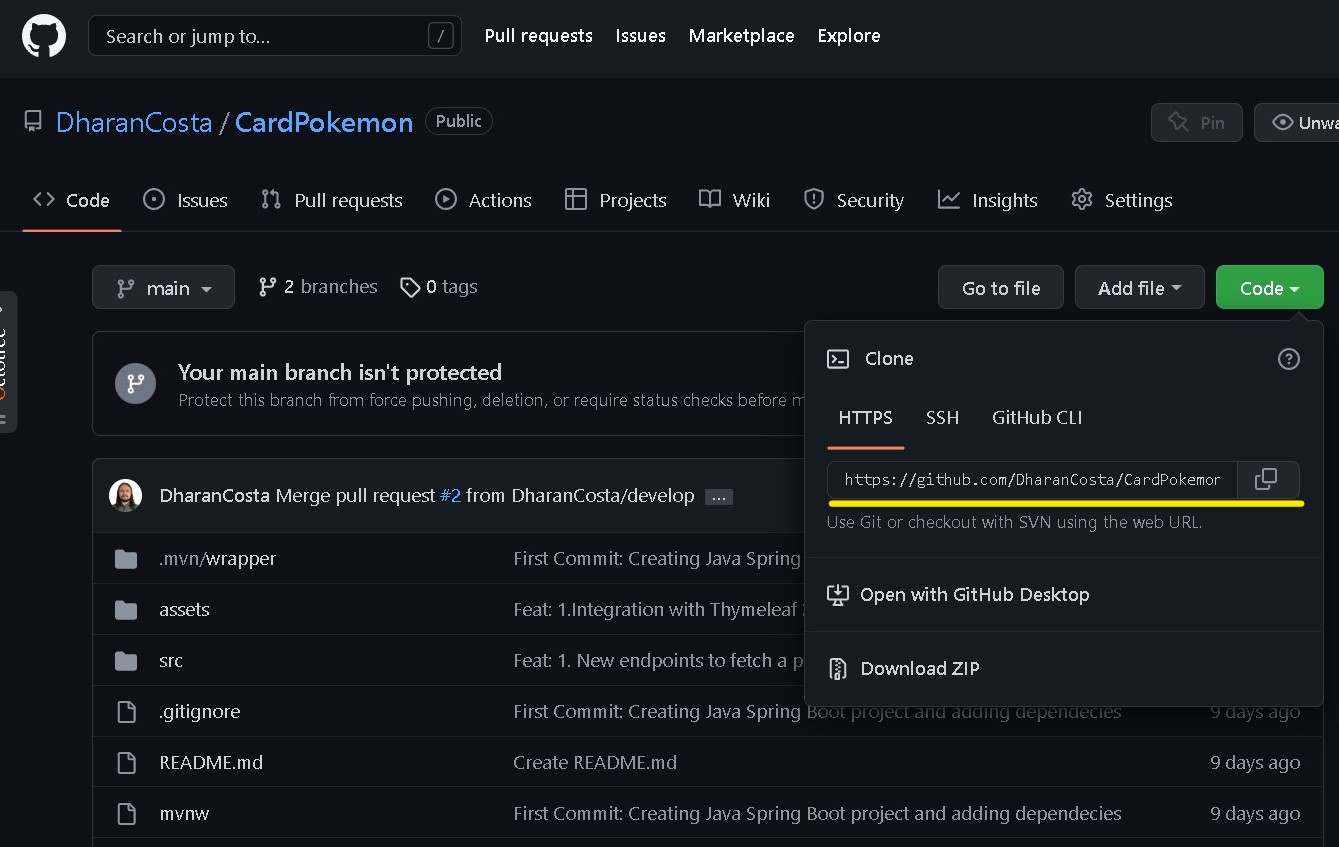 Search or jump to... / Pull requests Issues Marketplace Explore
DharanCosta / CardPokemon Public Pin
Code Issues Pull requests Actions Projects Wiki Security Insights Settings
main 2 branches 0 tags Go to file Add file Code
Your main branch isn't protected
Protect this branch from force pushing, deletion, or require status checks before
Clone
HTTPS SSH GitHub CLI
https://github.com/DharanCosta/CardPokemon
Use Git or checkout with SVN using the web URL.
Open with GitHub Desktop
Download ZIP
DharanCosta Merge pull request #2 from DharanCosta/develop ...
.mvn/wrapper First Commit: Creating Java Spring
assets Feat: 1.Integration with Thymeleaf
src Feat: 1. New endpoints to fetch a
.gitignore First Commit: Creating Java Spring Boot project and adding dependecies 9 days ago
README.md Create README.md 9 days ago
mvnw First Commit: Creating Java Spring Boot project and adding dependecies 9 days ago